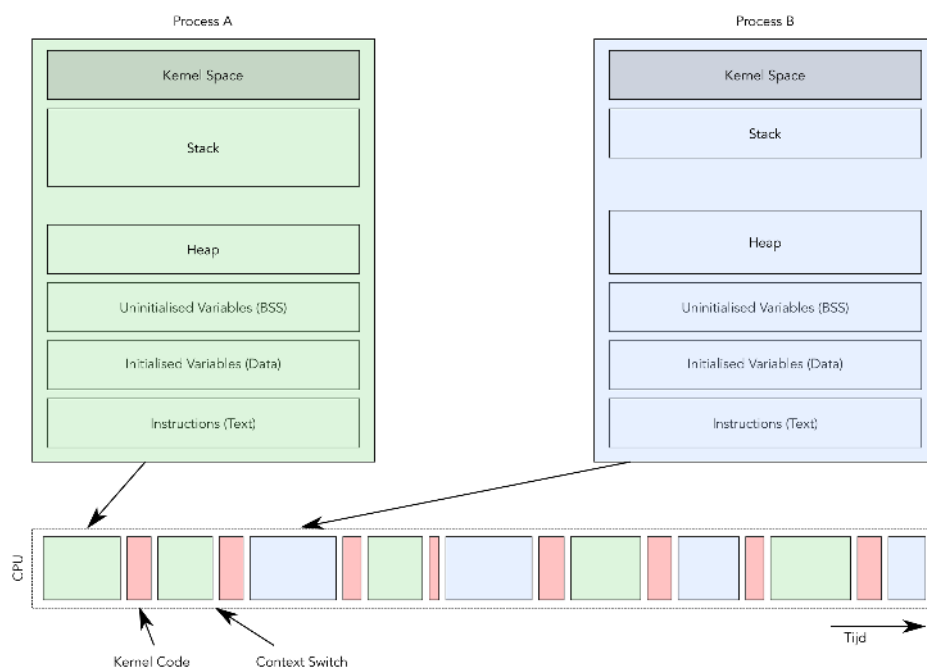 Process A
Process B
Kernel Space
Kernel Space
Stack
Stack
Heap
Heap
Uninitialised Variables (BSS)
Uninitialised Variables (BSS)
Initialised Variables (Data)
Initialised Variables (Data)
Instructions (Text)
Instructions (Text)
CPU
Tijd
Kernel Code
Context Switch